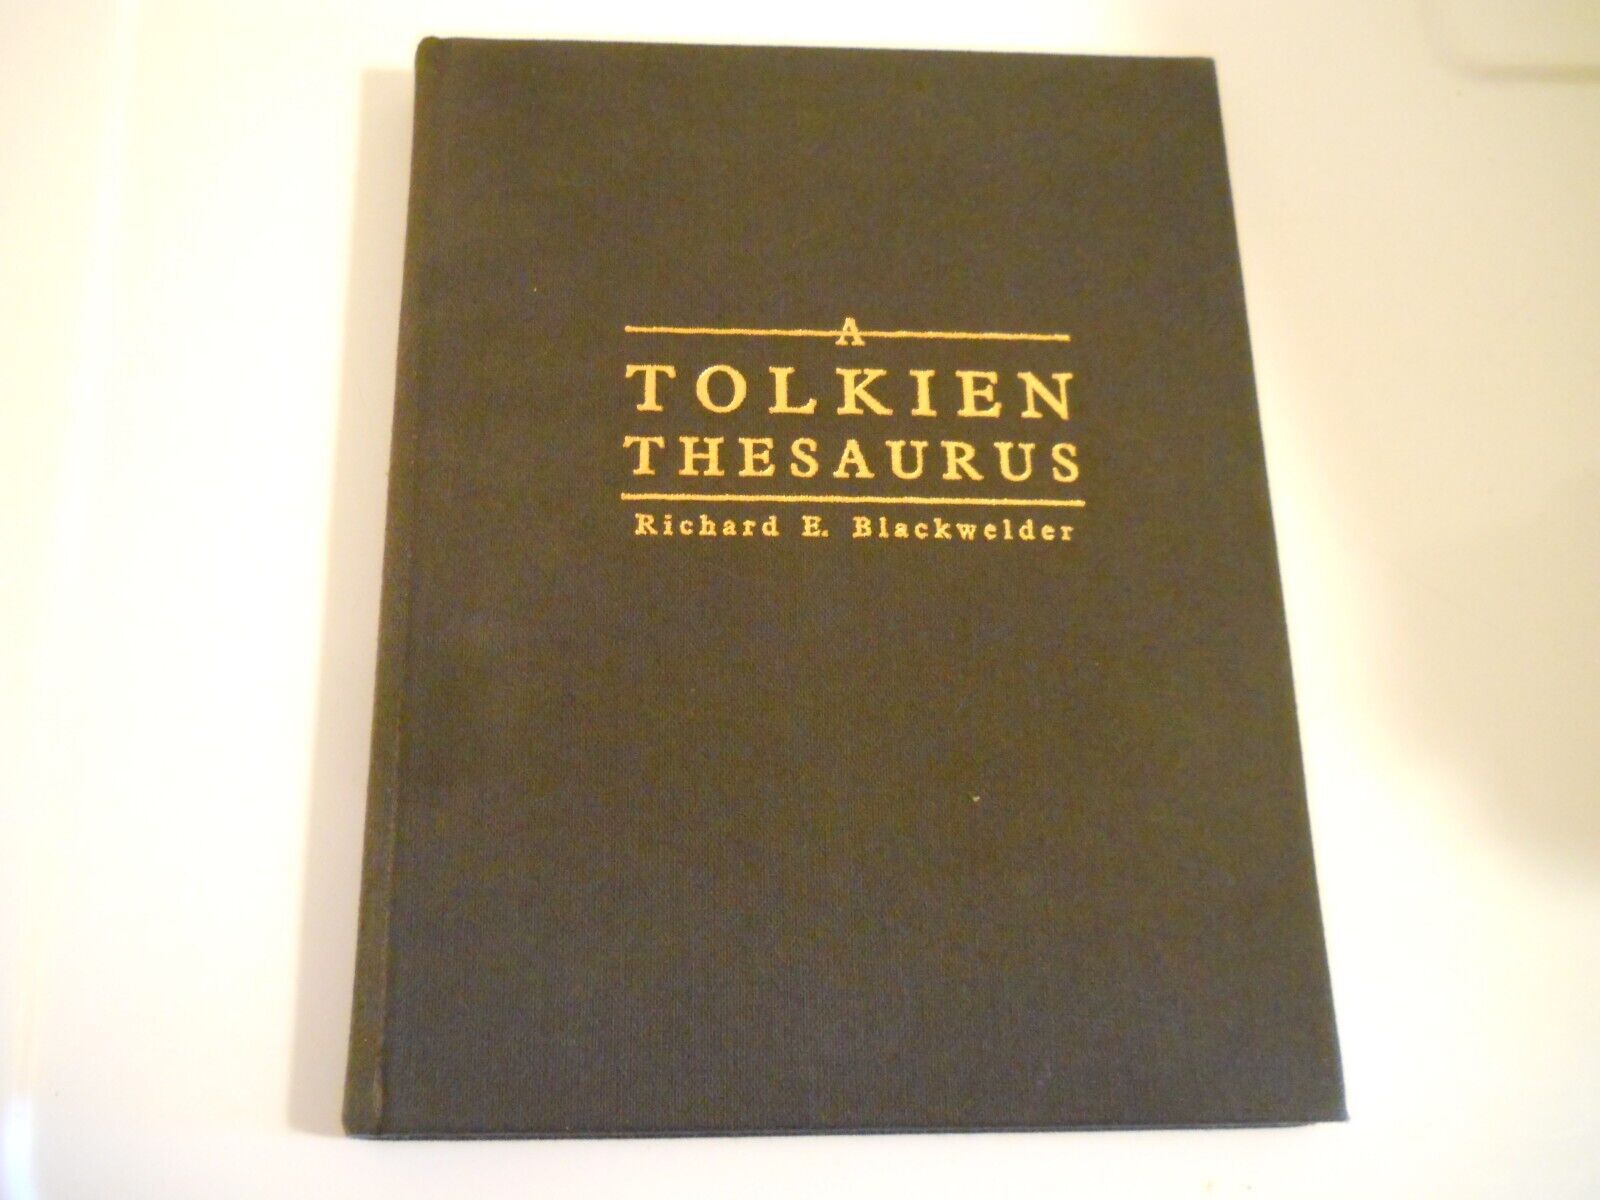 A
TOLKIEN
THESAURUS
Richard E. Blackwelder